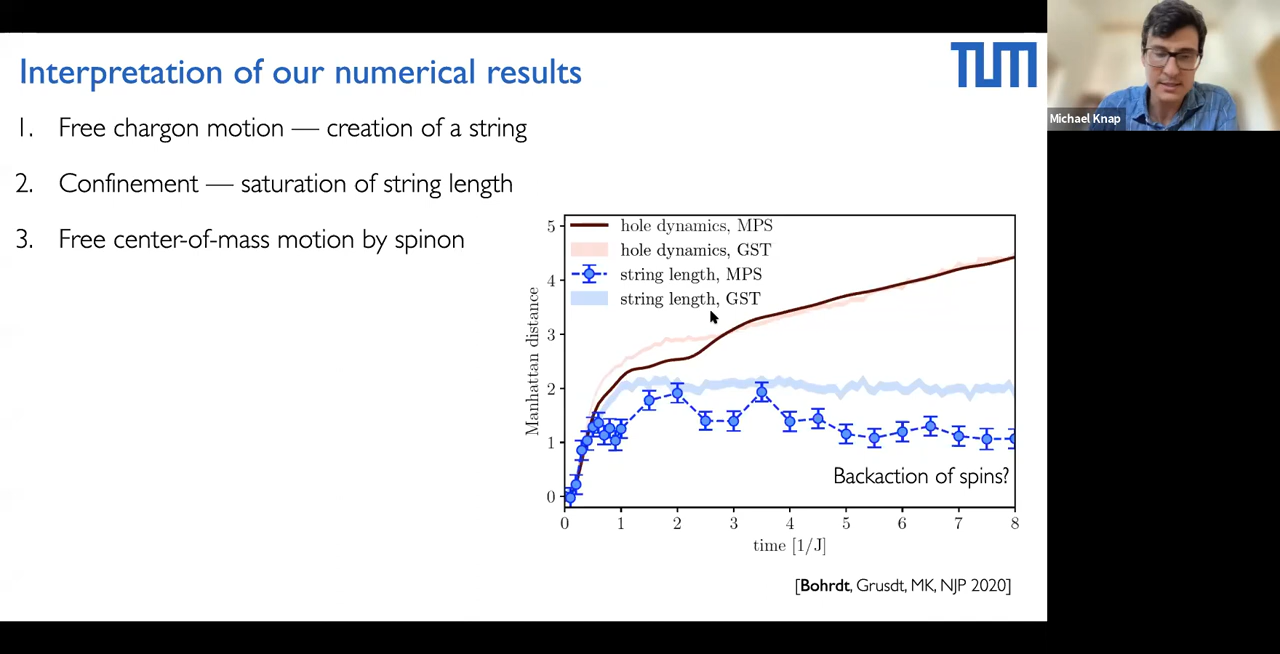 Interpretation of our numerical results
TUM
Michael Knap
1. Free chargon motion — creation of a string
2. Confinement — saturation of string length
3. Free center-of-mass motion by spinon
hole dynamics, MPS
hole dynamics, GST
string length, MPS
string length, GST
Manhattan distance
5
4
3
2
1
0
Backaction of spins?
0 1 2 3 4 5 6 7 8
time [1/J]
[Bohrdt, Grusdt, MK, NJP 2020]